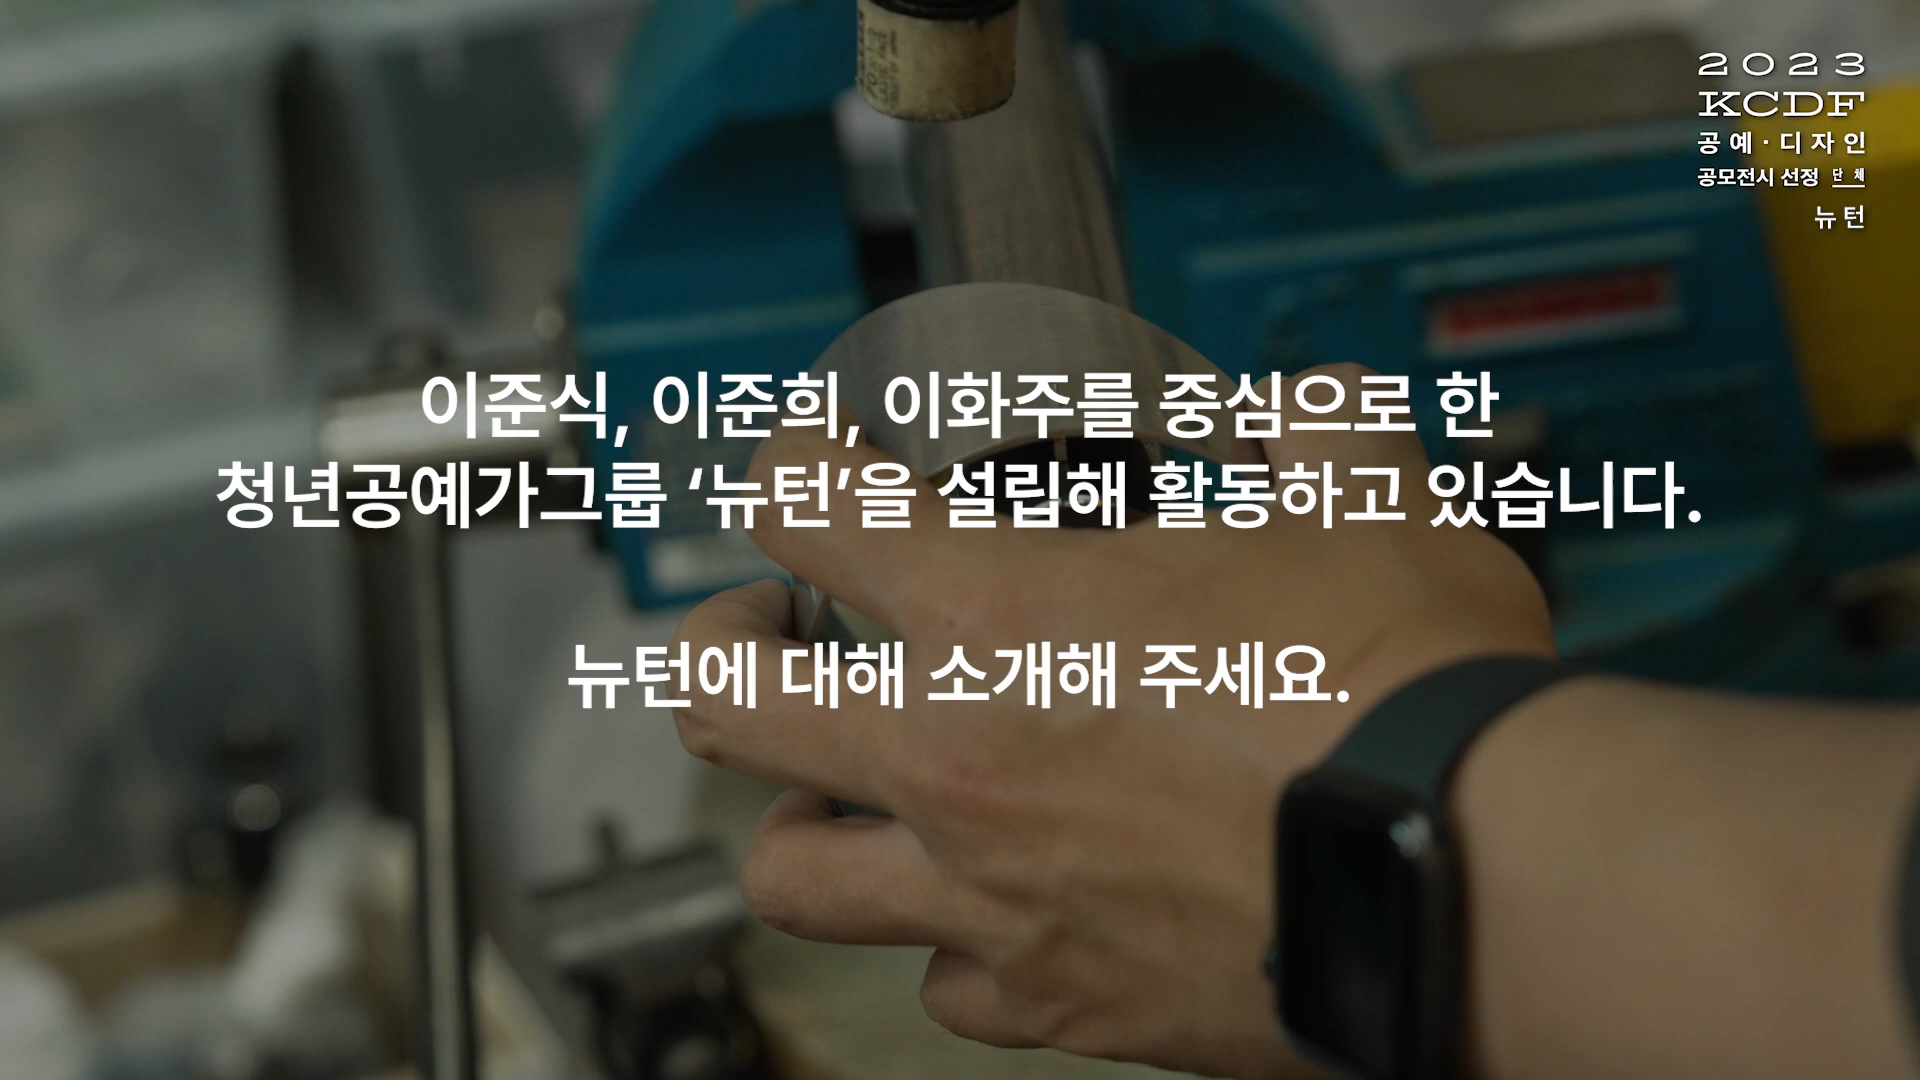 2023
KCDF
공예·디자인
공모전시 선정 단체
뉴턴
이준식, 이준희, 이화주를 중심으로 한
청년공예가그룹 ‘뉴턴’을 설립해 활동하고 있습니다.
뉴턴에 대해 소개해 주세요.